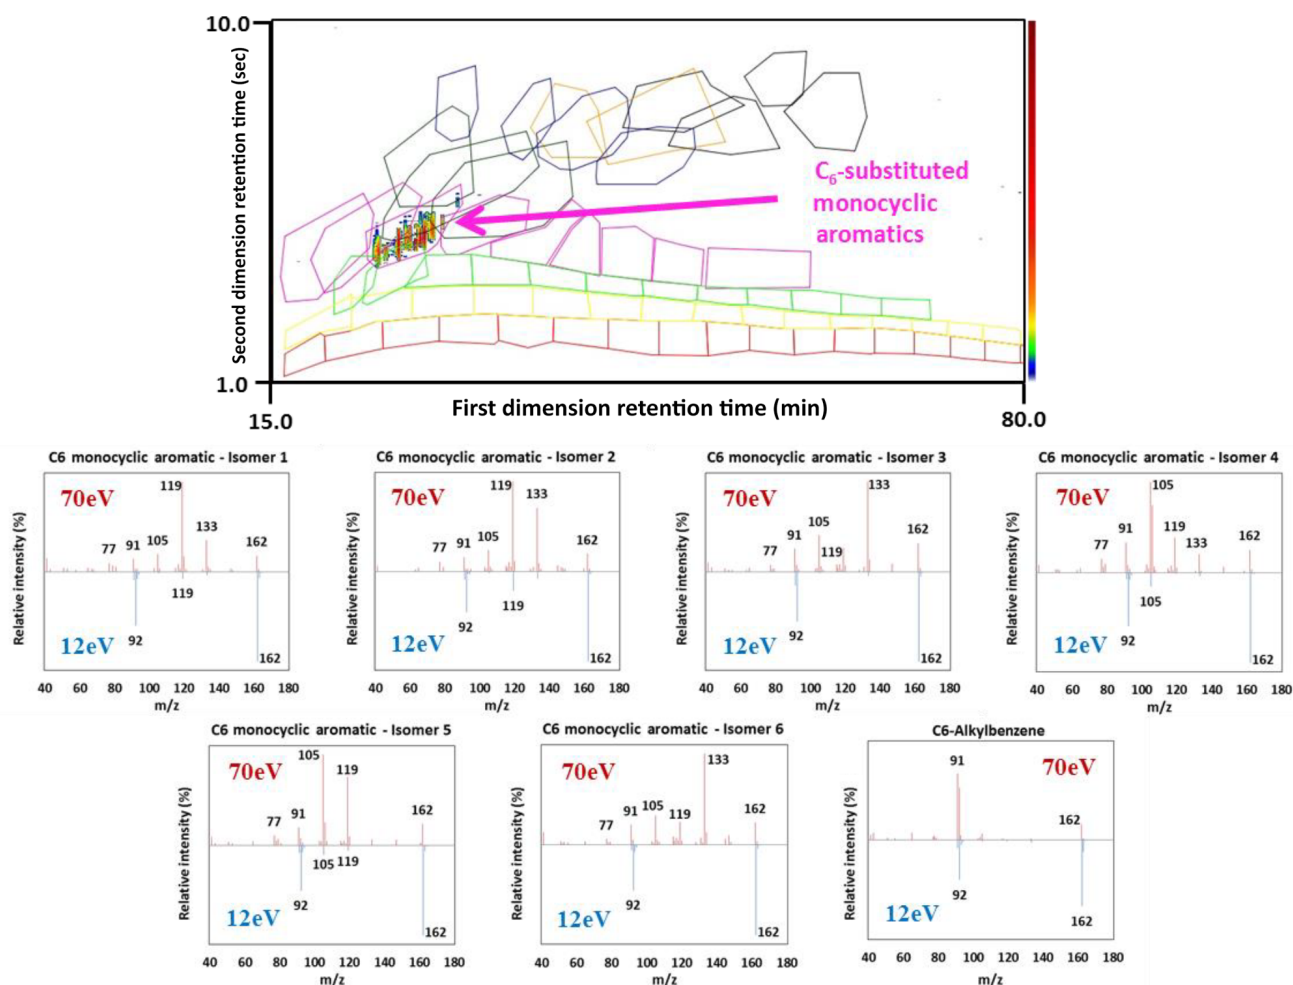 10.0
Second dimension retention time (sec)
C6-substituted
monocyclic
aromatics
1.0
15.0
First dimension retention time (min)
80.0
C6 monocyclic aromatic - Isomer 1
70eV
119
133
105
91
77
162
119
92
12eV
162
Relative intensity (%)
40 60 80 100 120 140 160 180
m/z
C6 monocyclic aromatic - Isomer 2
70eV
119
133
105
91
77
162
119
92
12eV
162
Relative intensity (%)
40 60 80 100 120 140 160 180
m/z
C6 monocyclic aromatic - Isomer 3
70eV
133
105
91
77
119
162
92
12eV
162
Relative intensity (%)
40 60 80 100 120 140 160 180
m/z
C6 monocyclic aromatic - Isomer 4
70eV
105
91
77
119
133
162
105
92
12eV
162
Relative intensity (%)
40 60 80 100 120 140 160 180
m/z
C6 monocyclic aromatic - Isomer 5
70eV
105
119
91
77
162
105 119
92
12eV
162
Relative intensity (%)
40 60 80 100 120 140 160 180
m/z
C6 monocyclic aromatic - Isomer 6
70eV
133
91 105
77
119
162
92
12eV
162
Relative intensity (%)
40 60 80 100 120 140 160 180
m/z
C6-Alkylbenzene
91
70eV
162
92
12eV
162
Relative intensity (%)
40 60 80 100 120 140 160 180
m/z